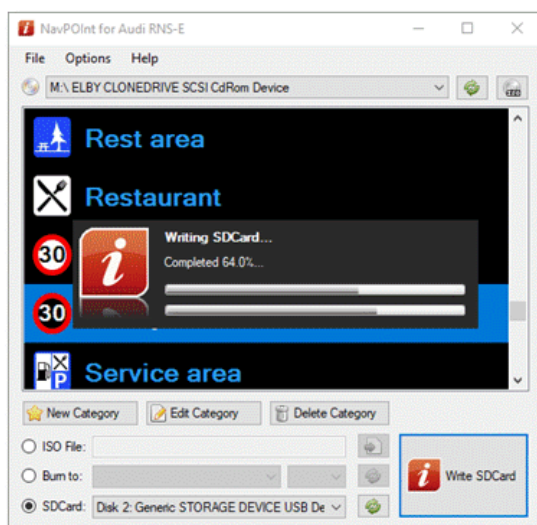 NavPOInt for Audi RNS-E
File Options Help
M:\ ELBY CLONEDRIVE SCSI CdRom Device
Rest area
Restaurant
Writing SDCard...
30
Completed 64.0%...
30
Service area
P
New Category Edit Category Delete Category
ISO File:
Burn to:
Write SDCard
SDCard: Disk 2: Generic STORAGE DEVICE USB De